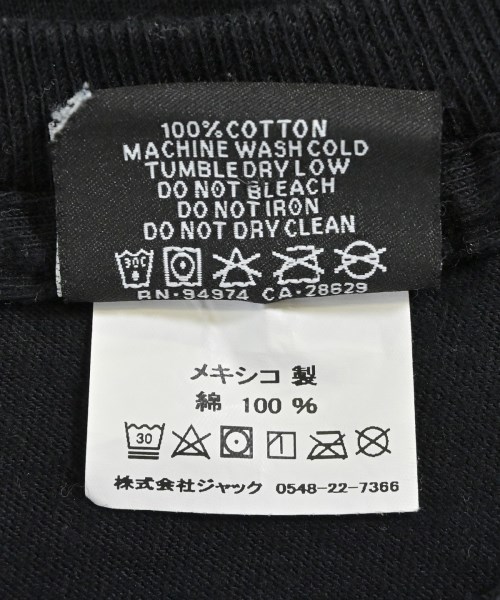 100% COTTON
MACHINE WASH COLD
TUMBLE DRY LOW
DO NOT BLEACH
DO NOT IRON
DO NOT DRY CLEAN
30C
RN·94974 CA·28629
メキシコ 製
綿 100 %
30
株式会社ジャック 0548-22-7366